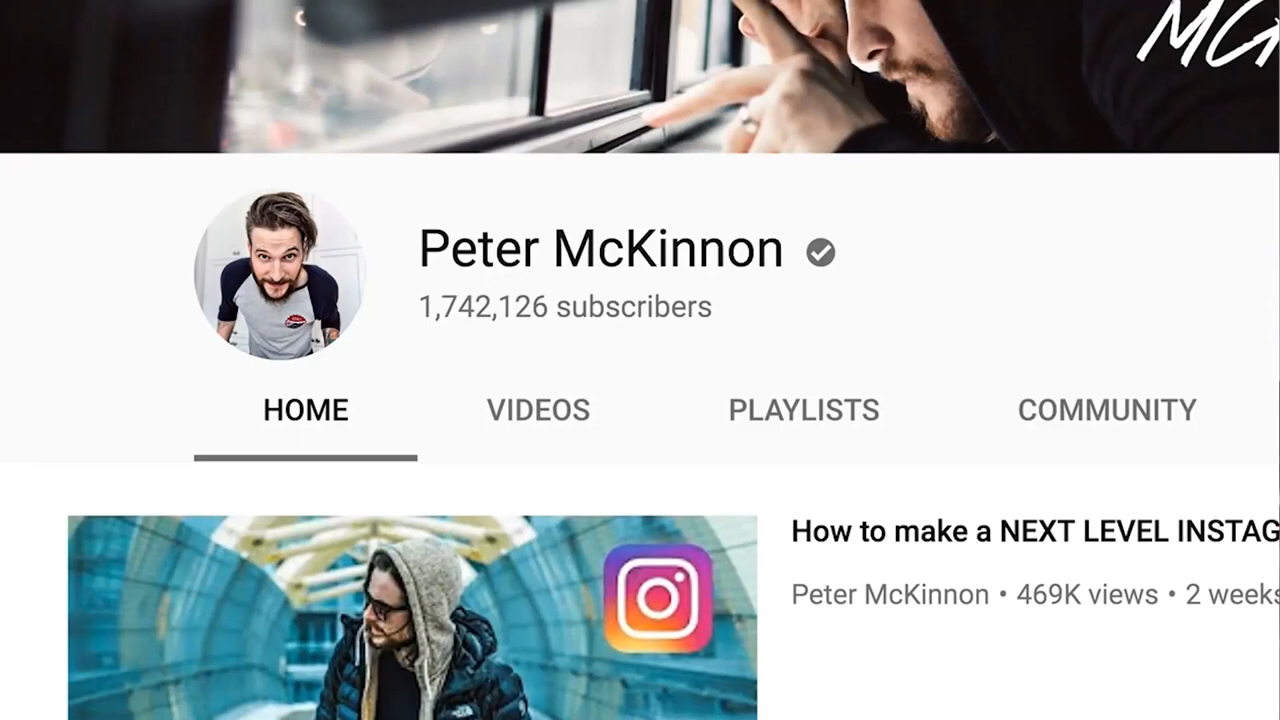 Peter McKinnon
1,742,126 subscribers
HOME VIDEOS PLAYLISTS COMMUNITY
How to make a NEXT LEVEL INSTAG
Peter McKinnon • 469K views • 2 weeks